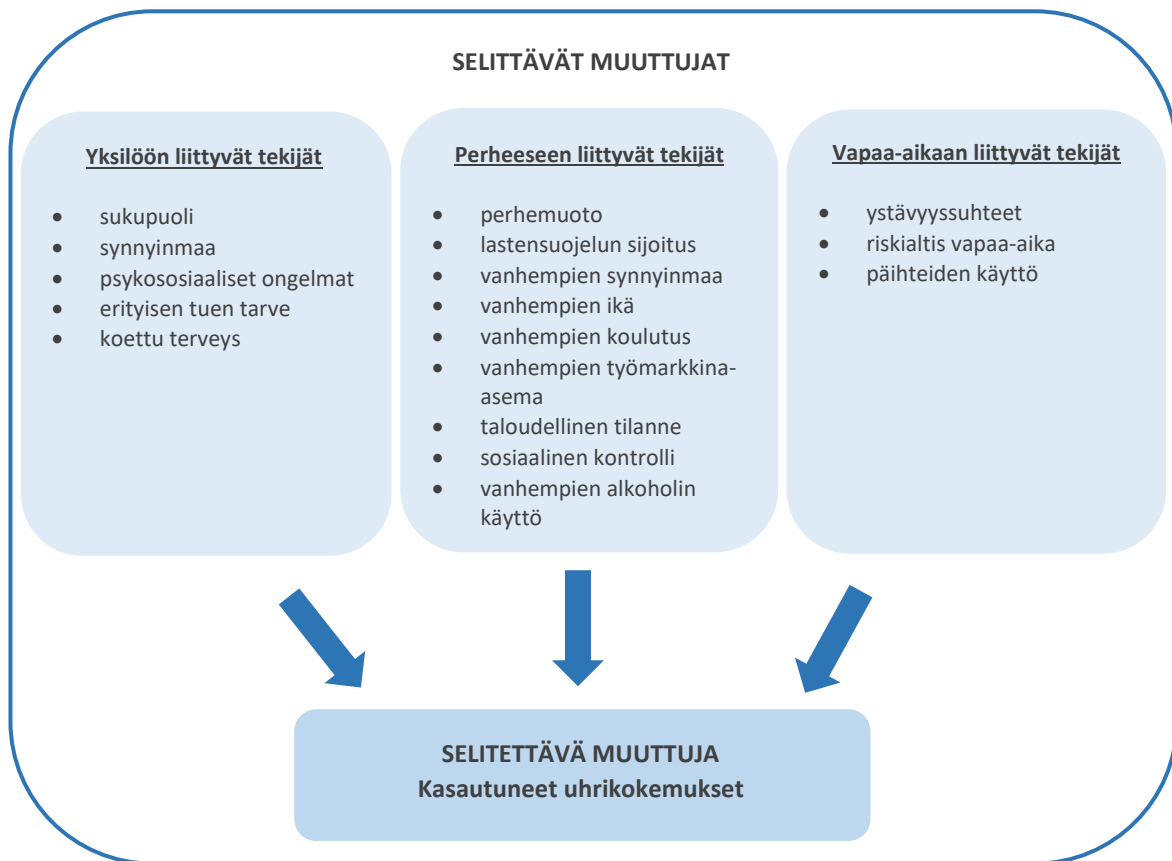 SELITTÄVÄT MUUTTUJAT
Yksilöön liittyvät tekijät
• sukupuoli
• synnyinmaa
• psykososiaaliset ongelmat
• erityisen tuen tarve
• koettu terveys
Perheeseen liittyvät tekijät
• perhemuoto
• lastensuojelun sijoitus
• vanhempien synnyinmaa
• vanhempien ikä
• vanhempien koulutus
• vanhempien työmarkkina-
asema
• taloudellinen tilanne
• sosiaalinen kontrolli
• vanhempien alkoholin
käyttö
Vapaa-aikaan liittyvät tekijät
• ystävyyssuhteet
• riskialtis vapaa-aika
• päihteiden käyttö
SELITETTÄVÄ MUUTTUJA
Kasautuneet uhrikokemukset